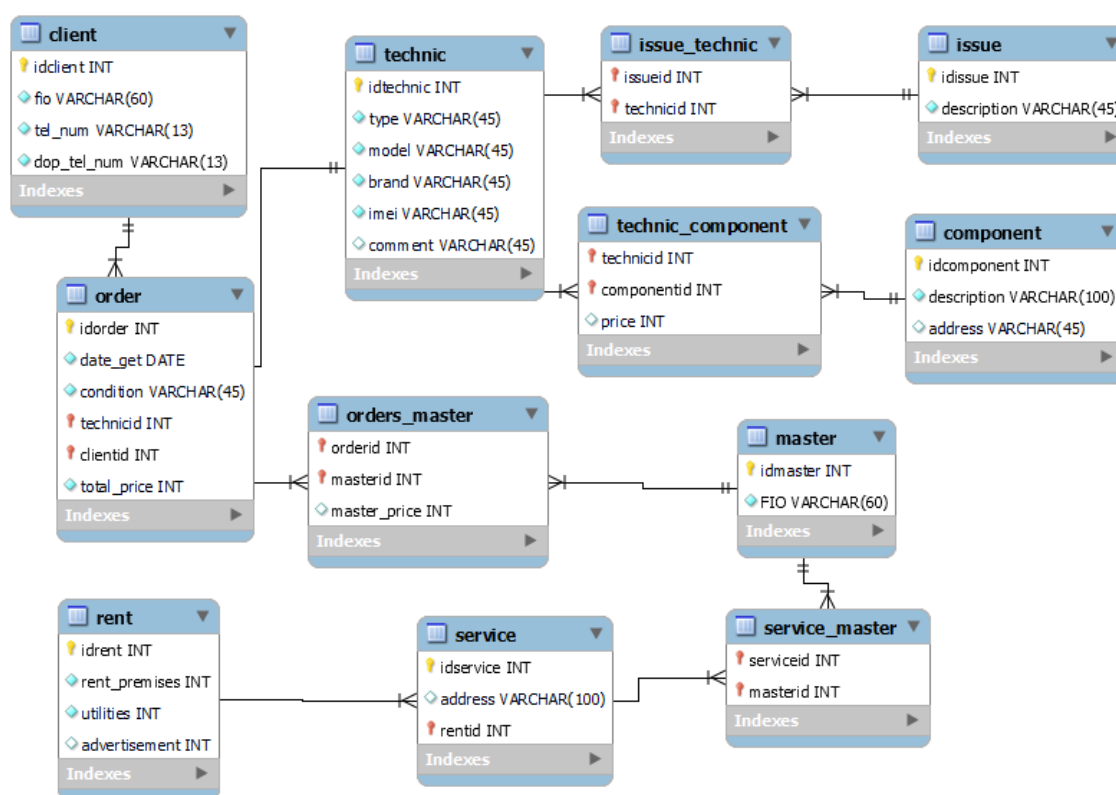 client
idclient INT
fio VARCHAR(60)
tel_num VARCHAR(13)
dop_tel_num VARCHAR(13)
Indexes
technic
idtechnic INT
type VARCHAR(45)
model VARCHAR(45)
brand VARCHAR(45)
imei VARCHAR(45)
comment VARCHAR(45)
Indexes
issue_technic
issueid INT
technicid INT
Indexes
issue
idissue INT
description VARCHAR(45)
Indexes
technic_component
technicid INT
componentid INT
price INT
Indexes
component
idcomponent INT
description VARCHAR(100)
address VARCHAR(45)
Indexes
order
idorder INT
date_get DATE
condition VARCHAR(45)
technicid INT
clientid INT
total_price INT
Indexes
orders_master
orderid INT
masterid INT
master_price INT
Indexes
master
idmaster INT
FIO VARCHAR(60)
Indexes
rent
idrent INT
rent_premises INT
utilities INT
advertisement INT
Indexes
service
idservice INT
address VARCHAR(100)
rentid INT
Indexes
service_master
serviceid INT
masterid INT
Indexes